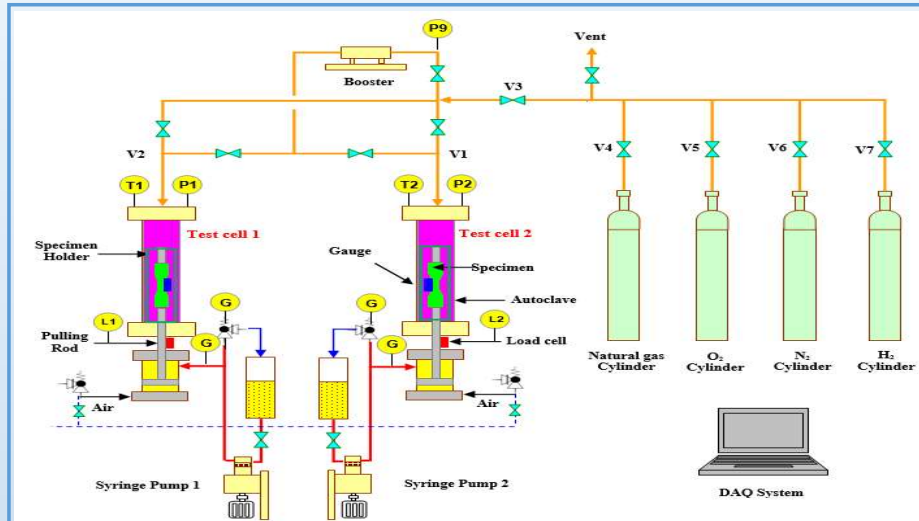 P9
Vent
Booster
V3
V2
V1
V4
V5
V6
V7
T1
P1
T2
P2
Test cell 1
Test cell 2
Specimen
Holder
Gauge
Specimen
Autoclave
G
G
L1
L2
Pulling
Rod
G
G
Load cell
Natural gas
Cylinder
O₂
Cylinder
N₂
Cylinder
H₂
Cylinder
Air
Air
Syringe Pump 1
Syringe Pump 2
DAQ System